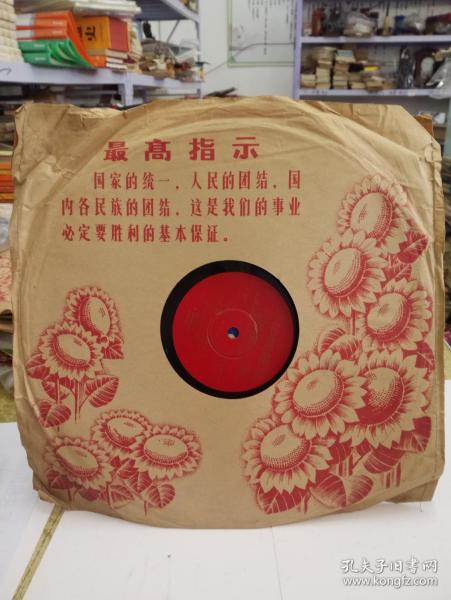 最高指示
国家的统一，人民的团结，国
内各民族的团结，这是我们的事业
必定要胜利的基本保证。
孔夫子旧书网
www.kongfz.com